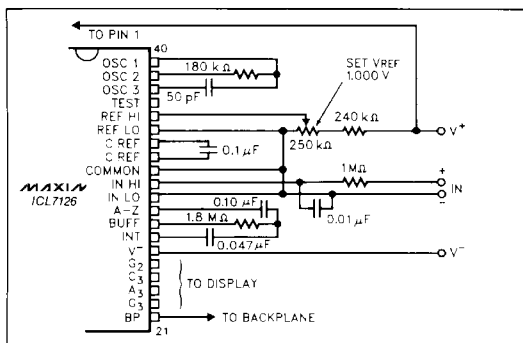 TO PIN 1
40
OSC 1
OSC 2
OSC 3
TEST
REF HI
REF LO
C REF
C REF
COMMON
IN HI
IN LO
A-Z
BUFF
INT
V⁻
G₂
C₃
A₃
G₃
BP
21
MAXIM
ICL7126
180 kΩ
50 pF
SET VREF
1.000 V
240 kΩ
250 kΩ
V⁺
0.1 µF
1MΩ
+
IN
-
0.10 µF
0.01 µF
1.8 MΩ
0.047 µF
V⁻
TO DISPLAY
TO BACKPLANE